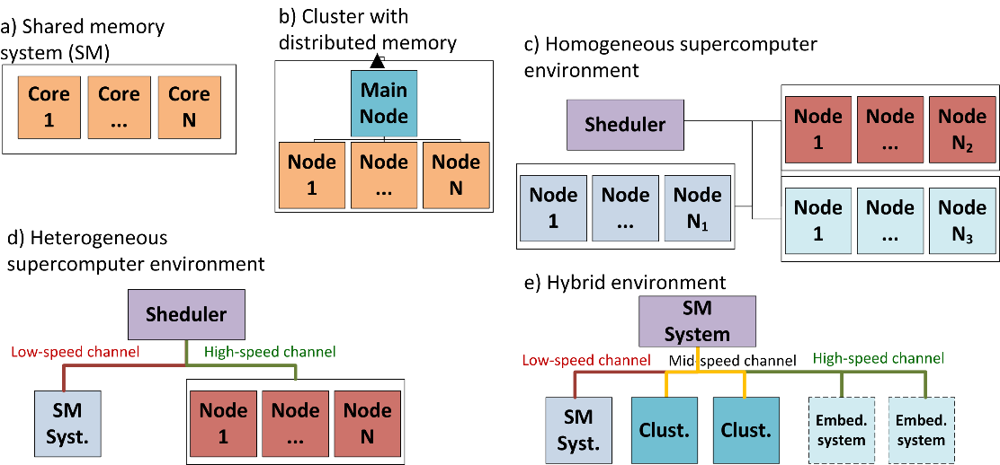 a) Shared memory
system (SM)
Core
1
Core
...
Core
N
b) Cluster with
distributed memory
Main
Node
Node
1
Node
...
Node
N
c) Homogeneous supercomputer
environment
Sheduler
Node
1
Node
...
Node
N₂
Node
1
Node
...
Node
N₁
Node
1
Node
...
Node
N₃
d) Heterogeneous
supercomputer environment
Sheduler
Low-speed channel
High-speed channel
SM
Syst.
Node
1
Node
...
Node
N
e) Hybrid environment
SM
System
Low-speed channel
Mid-speed channel
High-speed channel
SM
Syst.
Clust.
Clust.
Embed.
system
Embed.
system